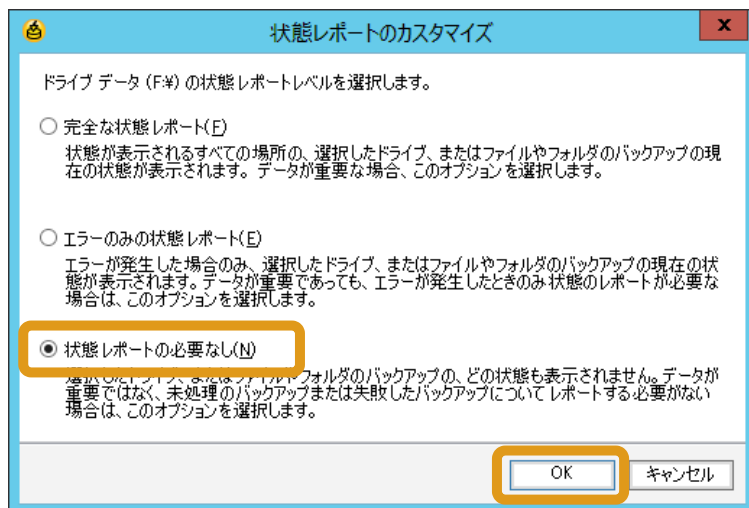 状態レポートのカスタマイズ
x
ドライブ データ (F:¥) の状態レポートレベルを選択します。
完全な状態レポート(F)
状態が表示されるすべての場所の、選択したドライブ、またはファイルやフォルダのバックアップの現
在の状態が表示されます。データが重要な場合、このオプションを選択します。
エラーのみの状態レポート(E)
エラーが発生した場合のみ、選択したドライブ、またはファイルやフォルダのバックアップの現在の状
態が表示されます。データが重要であっても、エラーが発生したときのみ状態のレポートが必要な
場合は、このオプションを選択します。
状態レポートの必要なし(N)
選択したドライブ、またはファイルやフォルダのバックアップの、どの状態も表示されません。データが
重要ではなく、未処理のバックアップまたは失敗したバックアップについてレポートする必要がない
場合は、このオプションを選択します。
OK
キャンセル